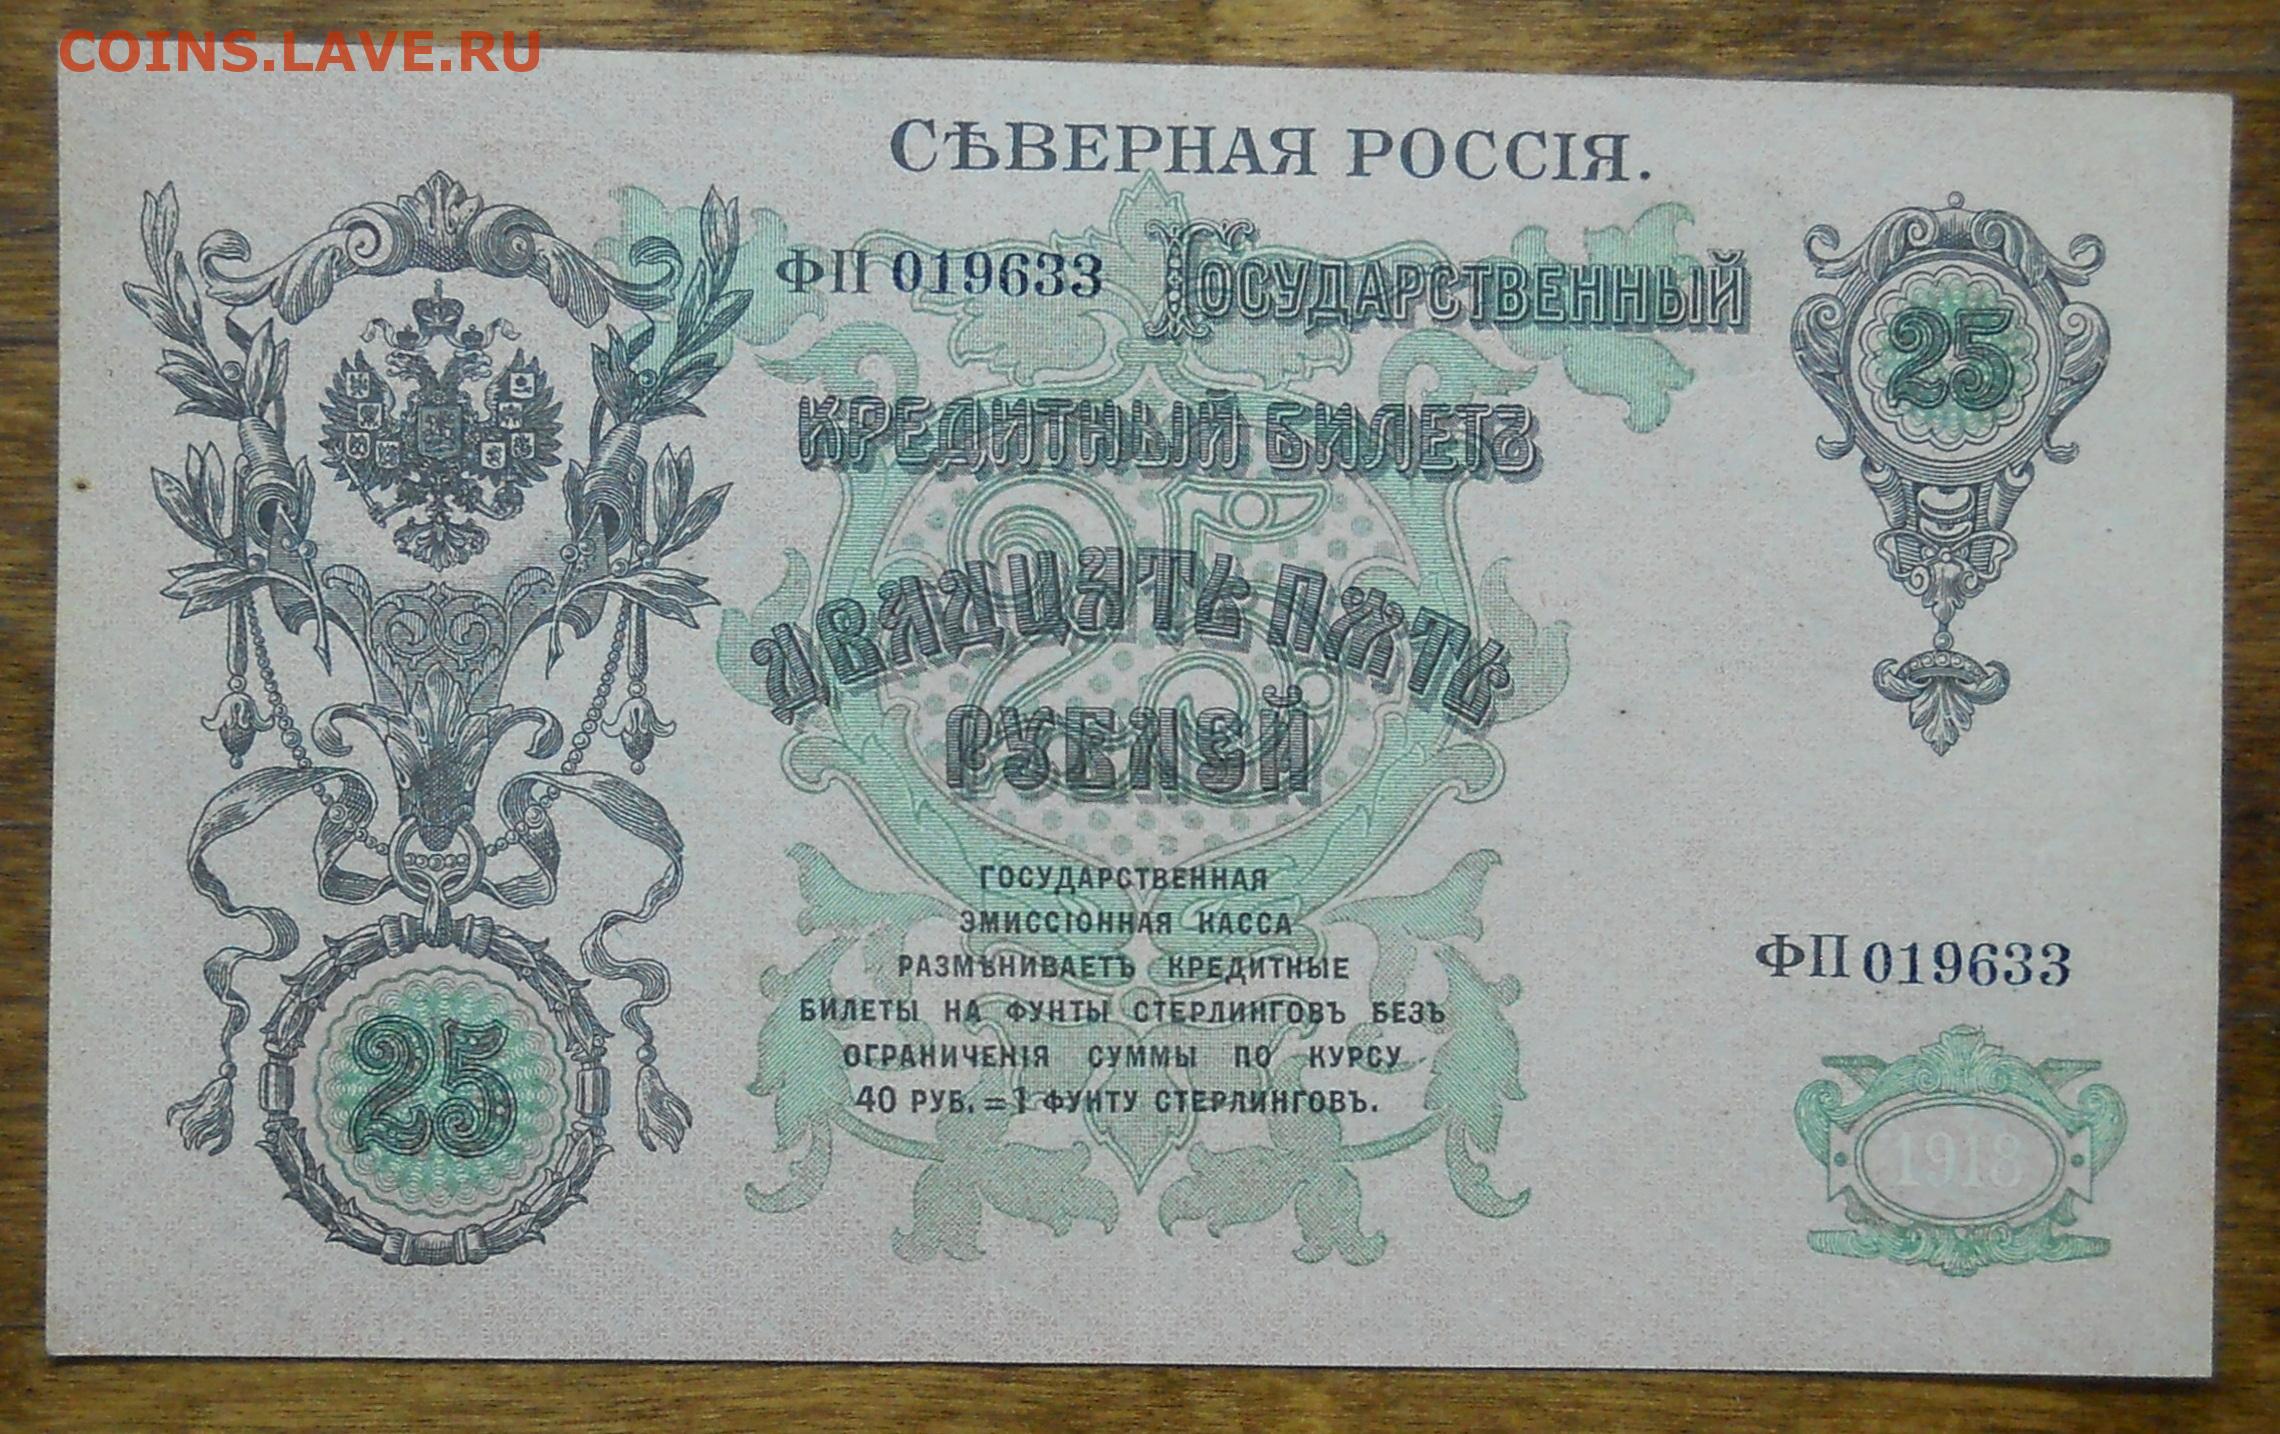 COINS.LAVE.RU
СѢВЕРНАЯ РОССІЯ.
ФП 019633
ГОСУДАРСТВЕННЫЙ
КРЕДИТНЫЙ БИЛЕТЪ
25
25
ДВАДЦАТЬ ПЯТЬ
РУБЛЕЙ
ГОСУДАРСТВЕННАЯ
ЭМИССІОННАЯ КАССА
РАЗМѢНИВАЕТЪ КРЕДИТНЫЕ
БИЛЕТЫ НА ФУНТЫ СТЕРЛИНГОВЪ БЕЗЪ
ОГРАНИЧЕНІЯ СУММЫ ПО КУРСУ
40 РУБ. = 1 ФУНТУ СТЕРЛИНГОВЪ.
ФП 019633
25
1918